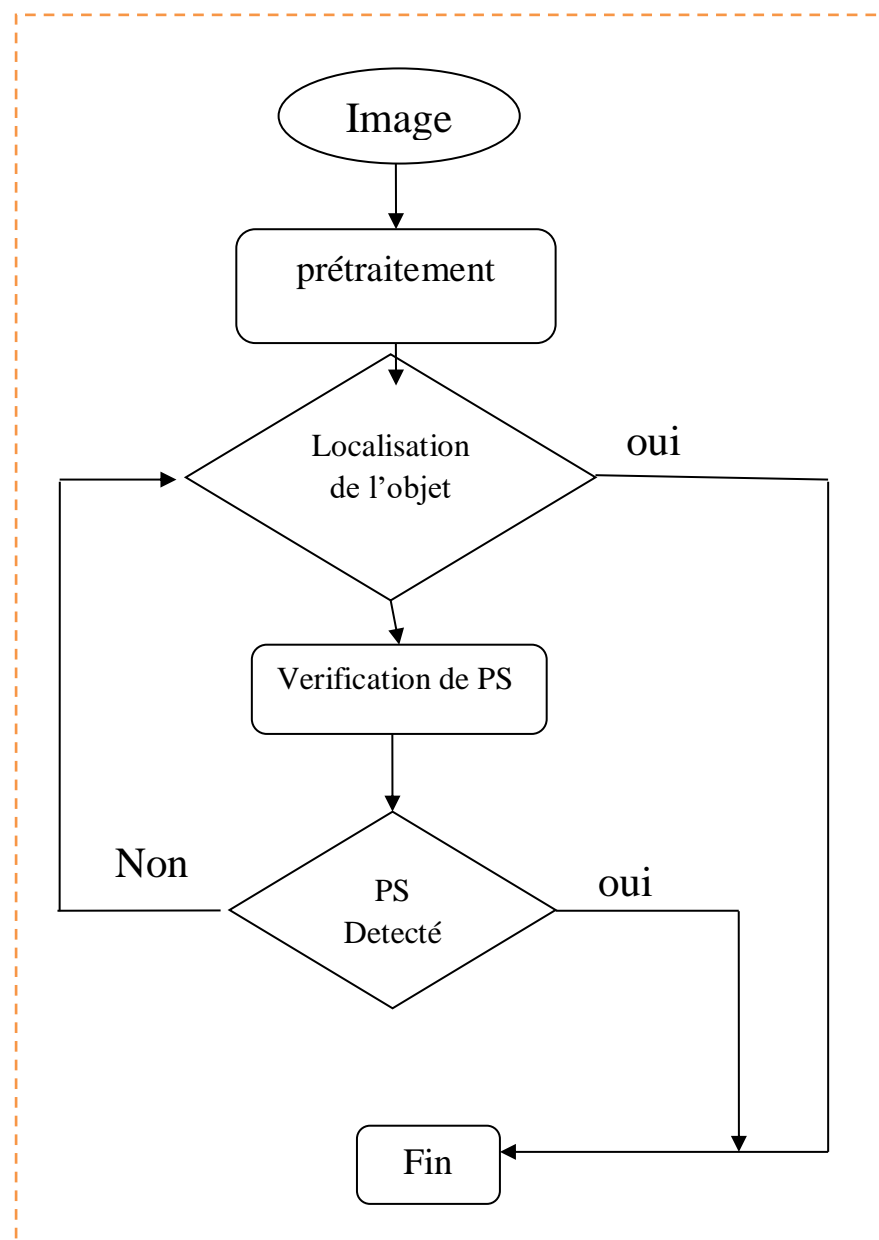 Image
prétraitement
Localisation
de l’objet
oui
Verification de PS
Non
PS
Detecté
oui
Fin